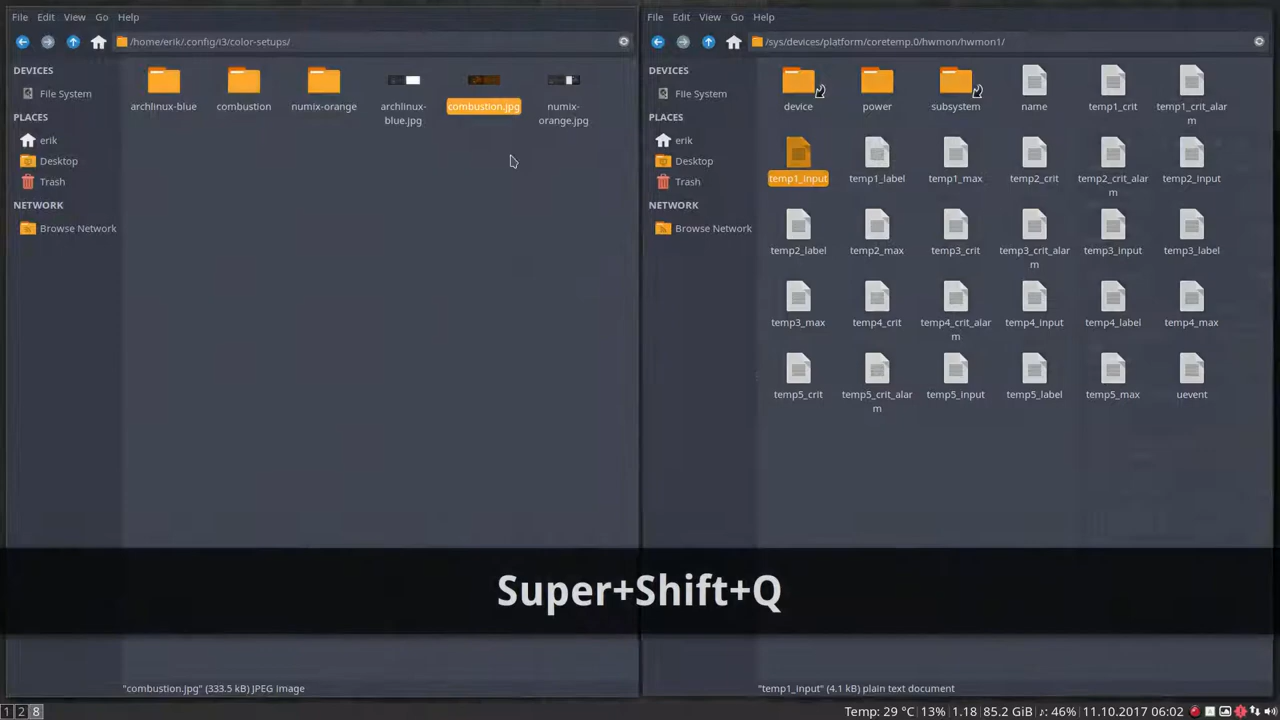 File Edit View Go Help
/home/erik/.config/i3/color-setups/
DEVICES
File System
PLACES
erik
Desktop
Trash
NETWORK
Browse Network
archlinux-blue combustion numix-orange archlinux- combustion.jpg numix-
blue.jpg orange.jpg
"combustion.jpg" (333.5 kB) JPEG image
File Edit View Go Help
/sys/devices/platform/coretemp.0/hwmon/hwmon1/
DEVICES
File System
PLACES
erik
Desktop
Trash
NETWORK
Browse Network
device power subsystem name temp1_crit temp1_crit_alar
m
temp1_input temp1_label temp1_max temp2_crit temp2_crit_alar temp2_input
m
temp2_label temp2_max temp3_crit temp3_crit_alar temp3_input temp3_label
m
temp3_max temp4_crit temp4_crit_alar temp4_input temp4_label temp4_max
m
temp5_crit temp5_crit_alar temp5_input temp5_label temp5_max uevent
m
"temp1_input" (4.1 kB) plain text document
Super+Shift+Q
1 2 8
Temp: 29 °C 13% 1.18 85.2 GiB ♪: 46% 11.10.2017 06:02